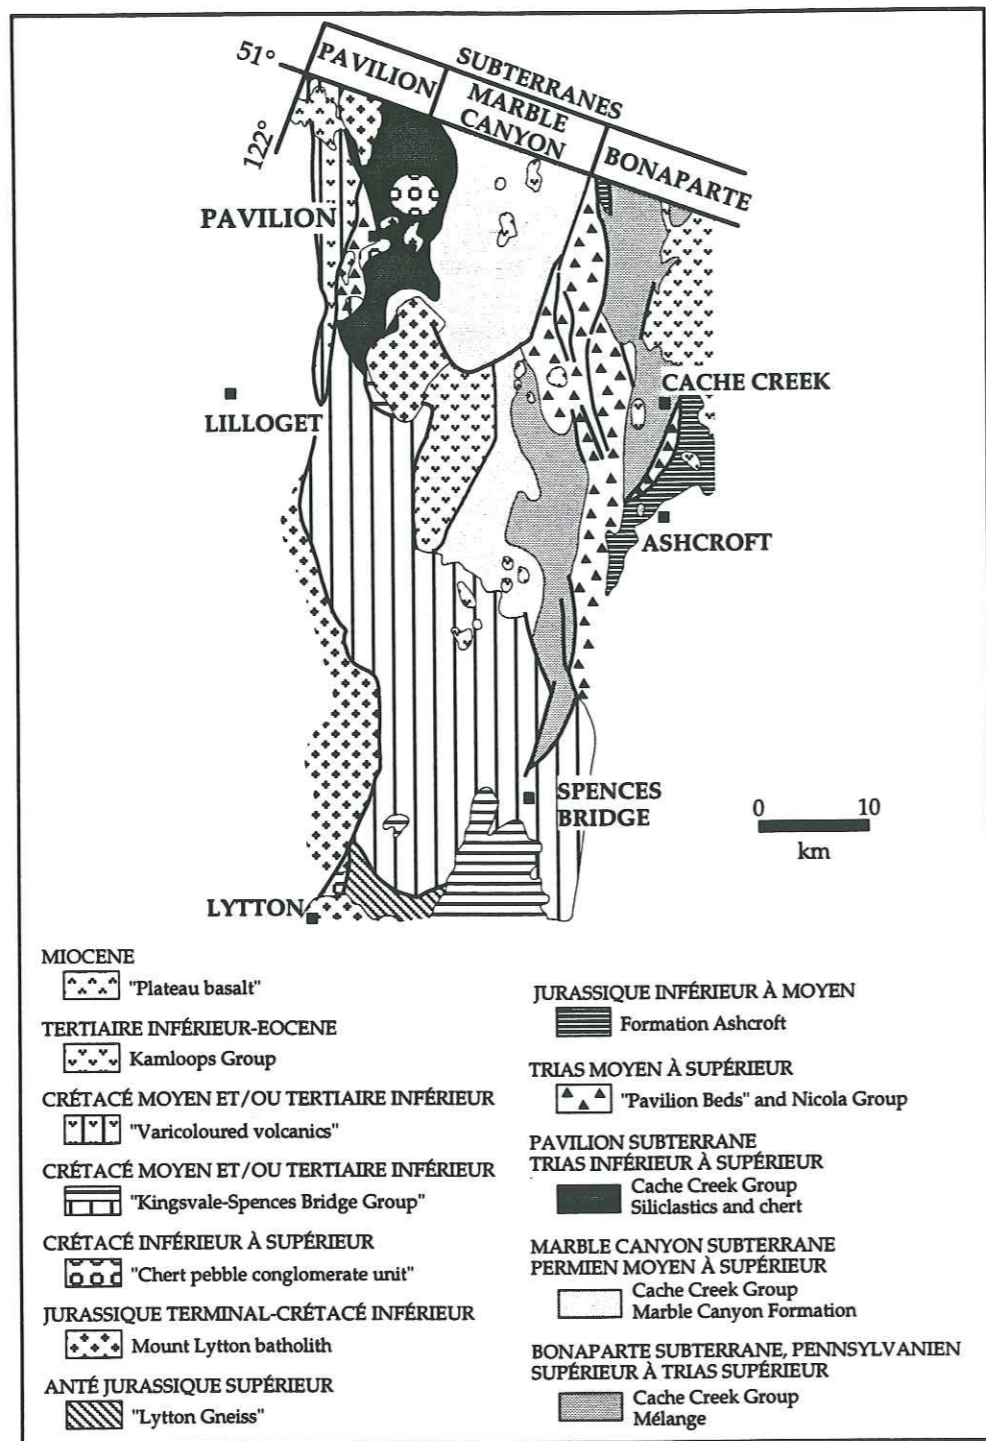 51°
122°
SUBTERRANES
PAVILION
MARBLE
CANYON
BONAPARTE
PAVILION
CACHE CREEK
LILLOGET
ASHCROFT
SPENCES
BRIDGE
0 10
km
LYTTON
MIOCENE
"Plateau basalt"
TERTIAIRE INFÉRIEUR-EOCENE
Kamloops Group
CRÉTACÉ MOYEN ET/OU TERTIAIRE INFÉRIEUR
"Varicoloured volcanics"
CRÉTACÉ MOYEN ET/OU TERTIAIRE INFÉRIEUR
"Kingsvale-Spences Bridge Group"
CRÉTACÉ INFÉRIEUR À SUPÉRIEUR
"Chert pebble conglomerate unit"
JURASSIQUE TERMINAL-CRÉTACÉ INFÉRIEUR
Mount Lytton batholith
ANTÉ JURASSIQUE SUPÉRIEUR
"Lytton Gneiss"
JURASSIQUE INFÉRIEUR À MOYEN
Formation Ashcroft
TRIAS MOYEN À SUPÉRIEUR
"Pavilion Beds" and Nicola Group
PAVILION SUBTERRANE
TRIAS INFÉRIEUR À SUPÉRIEUR
Cache Creek Group
Siliclastics and chert
MARBLE CANYON SUBTERRANE
PERMIEN MOYEN À SUPÉRIEUR
Cache Creek Group
Marble Canyon Formation
BONAPARTE SUBTERRANE, PENNSYLVANIEN
SUPÉRIEUR À TRIAS SUPÉRIEUR
Cache Creek Group
Mélange